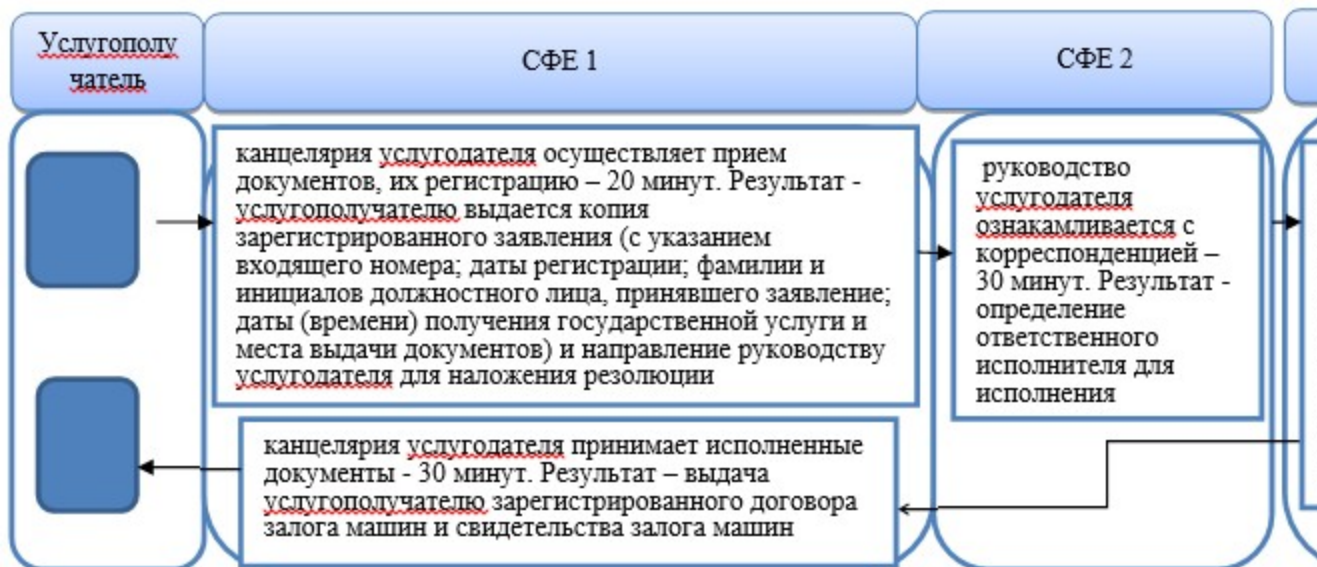 Услугополу
чатель
СФЕ 1
СФЕ 2
канцелярия услугодателя осуществляет прием
документов, их регистрацию – 20 минут. Результат -
услугополучателю выдается копия
зарегистрированного заявления (с указанием
входящего номера; даты регистрации; фамилии и
инициалов должностного лица, принявшего заявление;
даты (времени) получения государственной услуги и
места выдачи документов) и направление руководству
услугодателя для наложения резолюции
руководство
услугодателя
ознакамливается с
корреспонденцией –
30 минут. Результат -
определение
ответственного
исполнителя для
исполнения
канцелярия услугодателя принимает исполненные
документы - 30 минут. Результат – выдача
услугополучателю зарегистрированного договора
залога машин и свидетельства залога машин